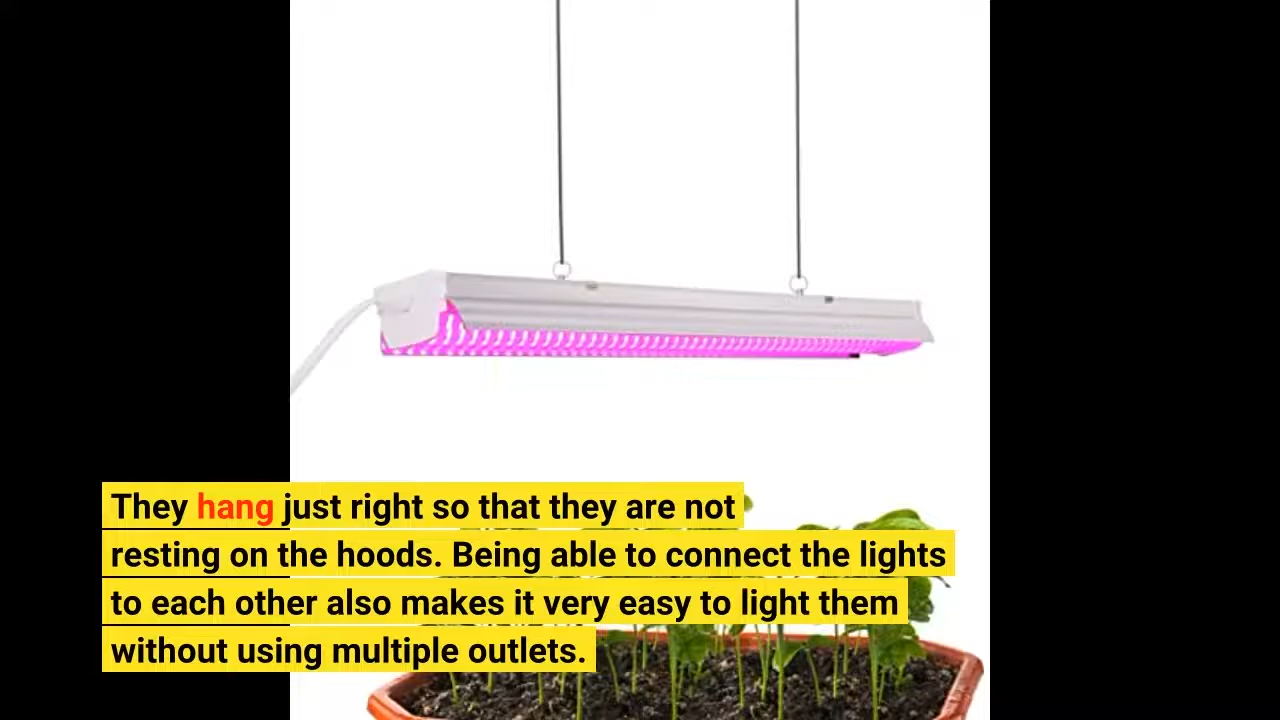 They hang just right so that they are not
resting on the hoods. Being able to connect the lights
to each other also makes it very easy to light them
without using multiple outlets.